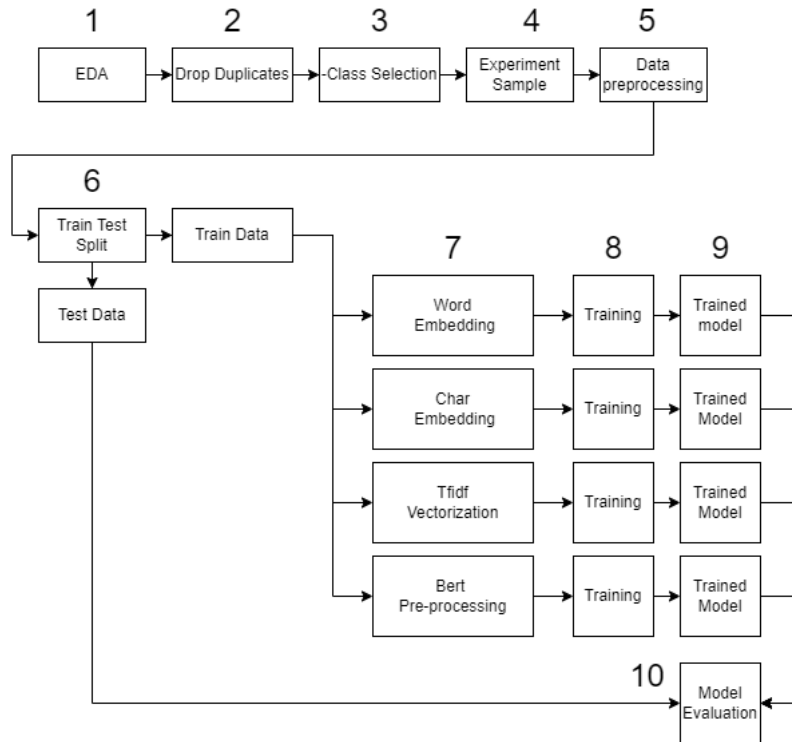 1
2
3
4
5
EDA
Drop Duplicates
-Class Selection
Experiment
Sample
Data
preprocessing
6
Train Test
Split
Train Data
Test Data
7
8
9
Word
Embedding
Training
Trained
model
Char
Embedding
Training
Trained
Model
Tfidf
Vectorization
Training
Trained
Model
Bert
Pre-processing
Training
Trained
Model
10
Model
Evaluation